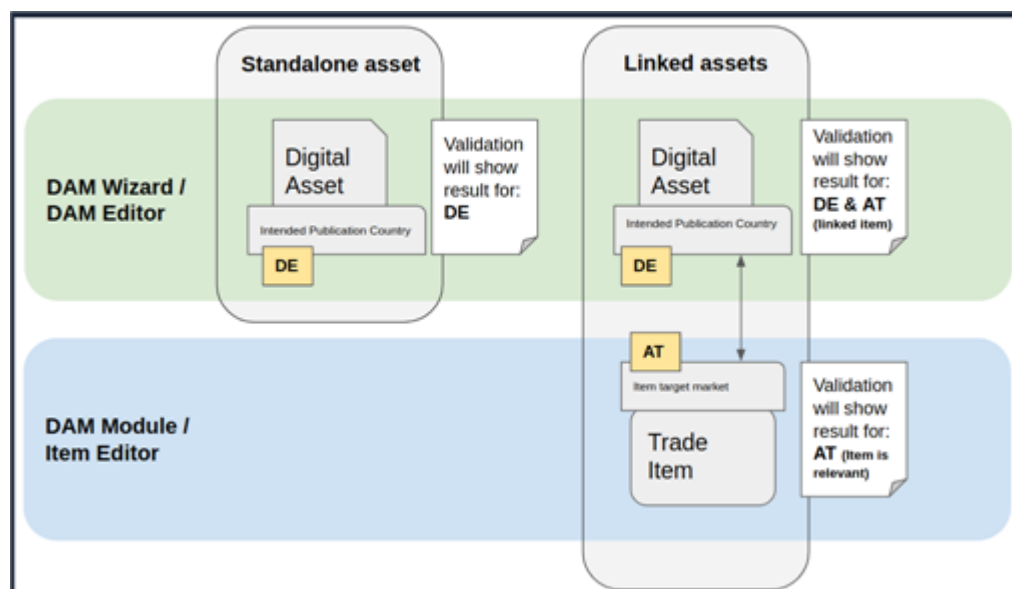 Standalone asset
Linked assets
DAM Wizard /
DAM Editor
Digital
Asset
Intended Publication Country
DE
Validation
will show
result for:
DE
Digital
Asset
Intended Publication Country
DE
Validation
will show
result for:
DE & AT
(linked item)
DAM Module /
Item Editor
AT
Item target market
Trade
Item
Validation
will show
result for:
AT (Item is
relevant)